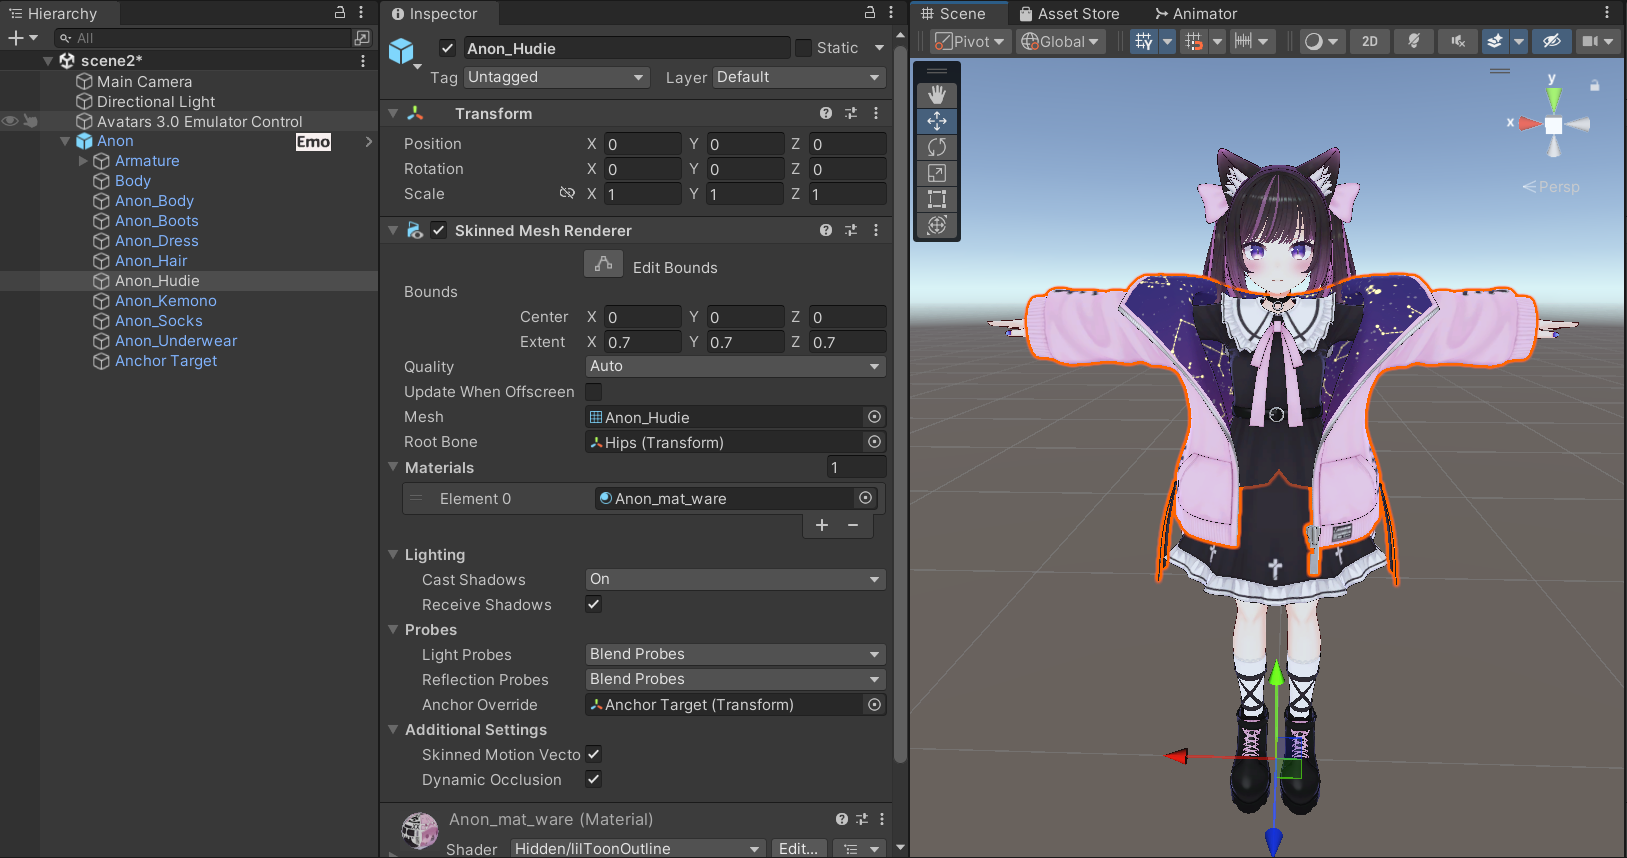 Hierarchy
All
scene2*
Main Camera
Directional Light
Avatars 3.0 Emulator Control
Anon
Emo
Armature
Body
Anon_Body
Anon_Boots
Anon_Dress
Anon_Hair
Anon_Hudie
Anon_Kemono
Anon_Socks
Anon_Underwear
Anchor Target
Inspector
Anon_Hudie
Static
Tag Untagged
Layer Default
Transform
Position X 0 Y 0 Z 0
Rotation X 0 Y 0 Z 0
Scale X 1 Y 1 Z 1
Skinned Mesh Renderer
Edit Bounds
Bounds
Center X 0 Y 0 Z 0
Extent X 0.7 Y 0.7 Z 0.7
Quality Auto
Update When Offscreen
Mesh Anon_Hudie
Root Bone Hips (Transform)
Materials 1
Element 0 Anon_mat_ware
Lighting
Cast Shadows On
Receive Shadows
Probes
Light Probes Blend Probes
Reflection Probes Blend Probes
Anchor Override Anchor Target (Transform)
Additional Settings
Skinned Motion Vecto
Dynamic Occlusion
Anon_mat_ware (Material)
Shader Hidden/lilToonOutline Edit...
Scene Asset Store Animator
Pivot Global 2D
y
x
Persp